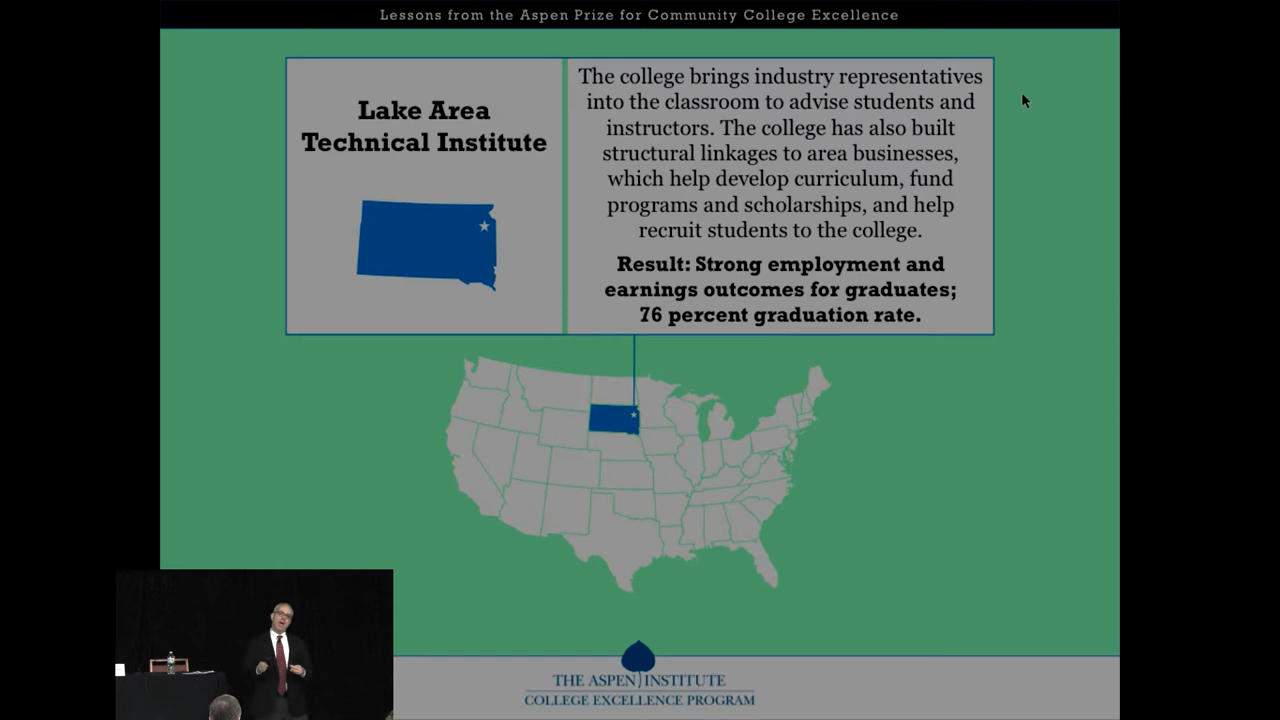 Lessons from the Aspen Prize for Community College Excellence
Lake Area
Technical Institute
The college brings industry representatives
into the classroom to advise students and
instructors. The college has also built
structural linkages to area businesses,
which help develop curriculum, fund
programs and scholarships, and help
recruit students to the college.
Result: Strong employment and
earnings outcomes for graduates;
76 percent graduation rate.
THE ASPEN INSTITUTE
COLLEGE EXCELLENCE PROGRAM